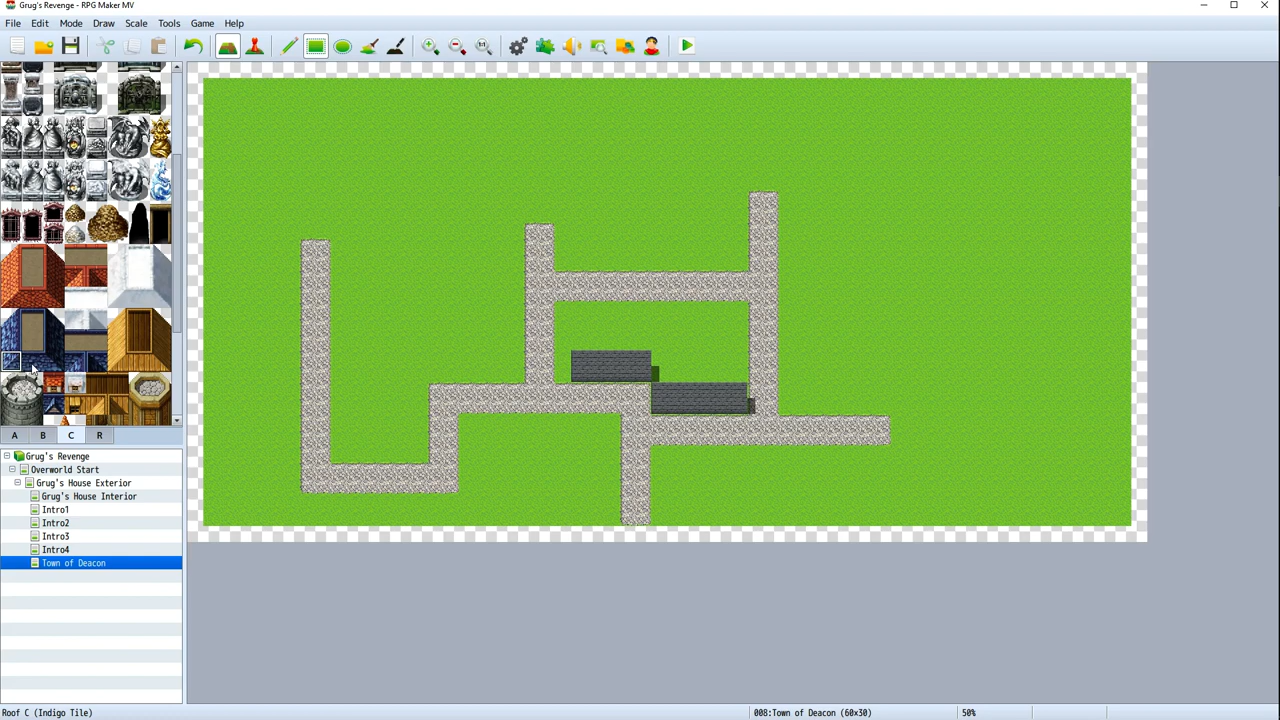 Grug's Revenge - RPG Maker MV
File Edit Mode Draw Scale Tools Game Help
A B C R
Grug's Revenge
Overworld Start
Grug's House Exterior
Grug's House Interior
Intro1
Intro2
Intro3
Intro4
Town of Deacon
Roof C (Indigo Tile) 008:Town of Deacon (60x30) 50%